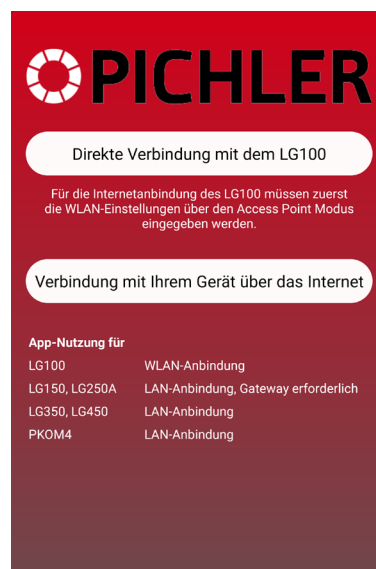 PICHLER
Direkte Verbindung mit dem LG100
Für die Internetanbindung des LG100 müssen zuerst
die WLAN-Einstellungen über den Access Point Modus
eingegeben werden.
Verbindung mit Ihrem Gerät über das Internet
App-Nutzung für
LG100 WLAN-Anbindung
LG150, LG250A LAN-Anbindung, Gateway erforderlich
LG350, LG450 LAN-Anbindung
PKOM4 LAN-Anbindung